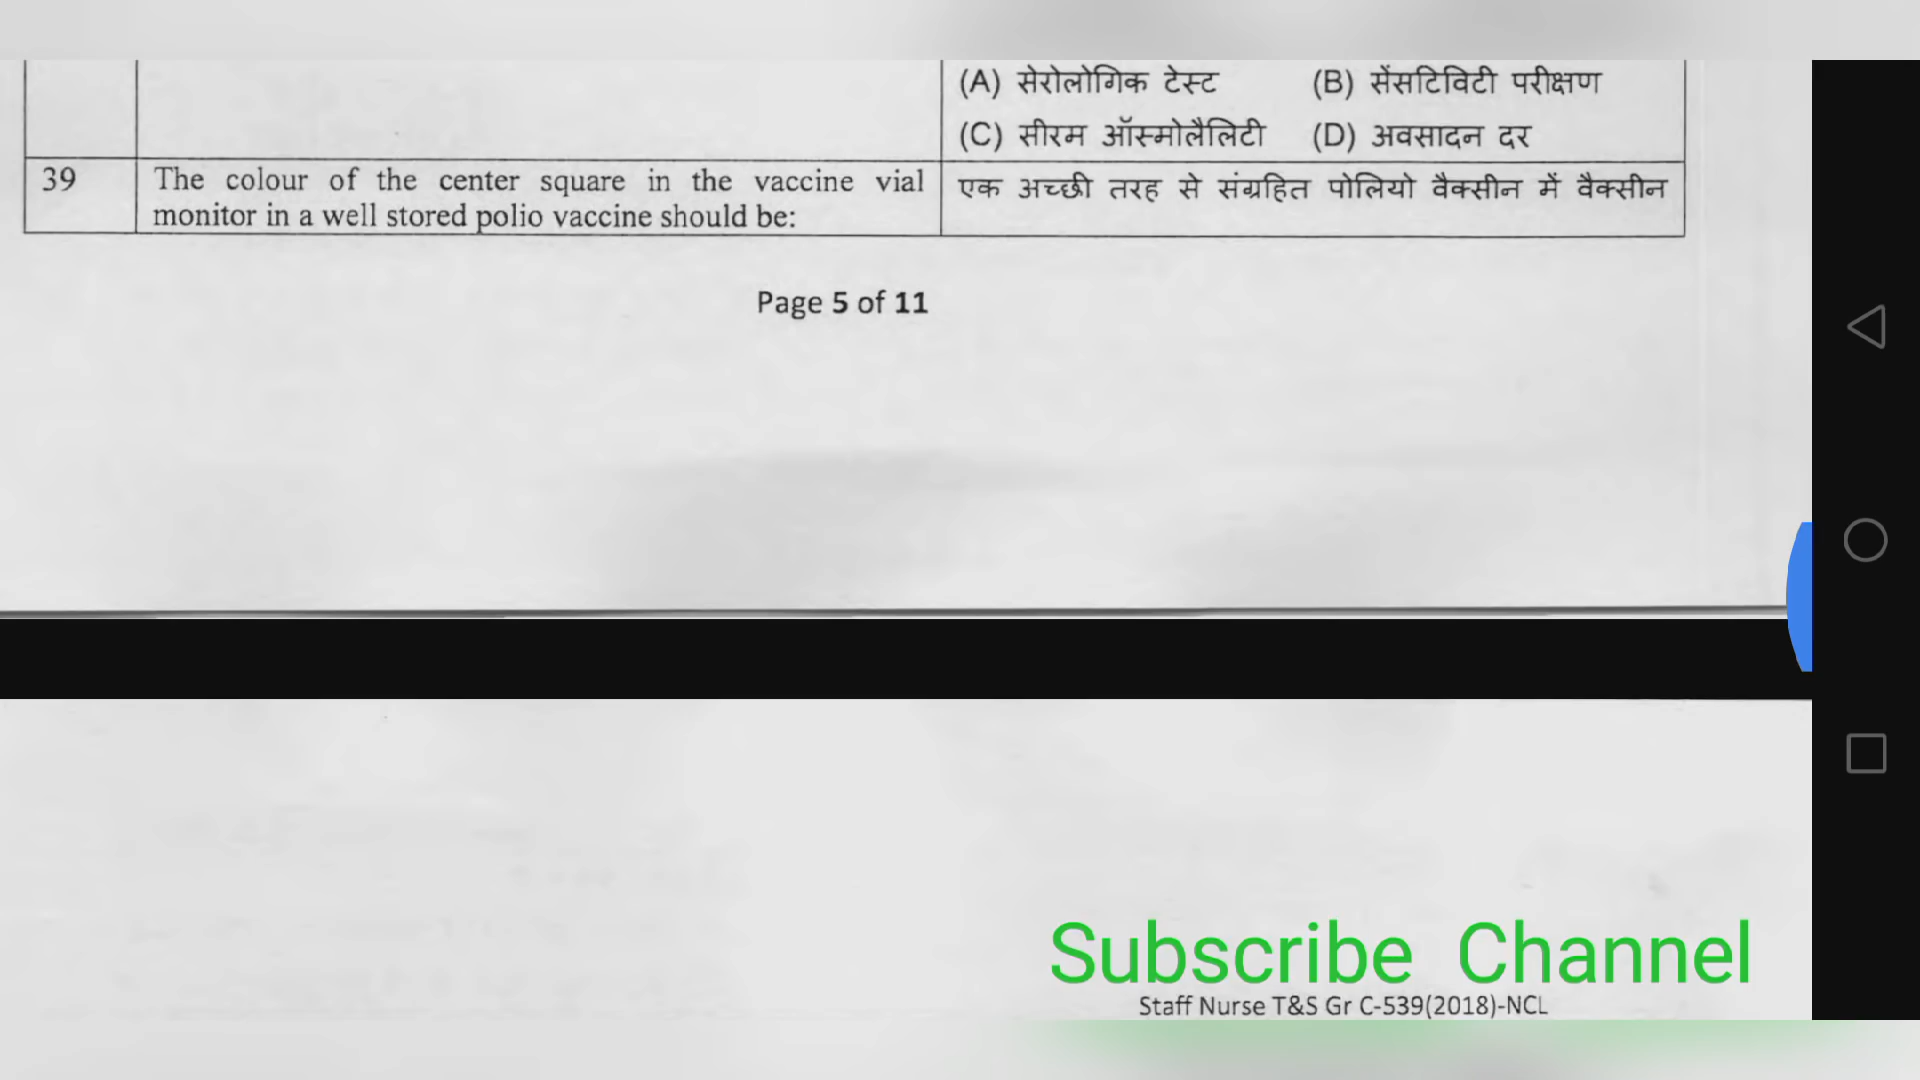 (A) सेरोलोगिक टेस्ट (B) सेंसटिविटी परीक्षण
(C) सीरम ऑस्मोलैलिटी (D) अवसादन दर
39 The colour of the center square in the vaccine vial
monitor in a well stored polio vaccine should be:
एक अच्छी तरह से संग्रहित पोलियो वैक्सीन में वैक्सीन
Page 5 of 11
Subscribe Channel
Staff Nurse T&S Gr C-539(2018)-NCL